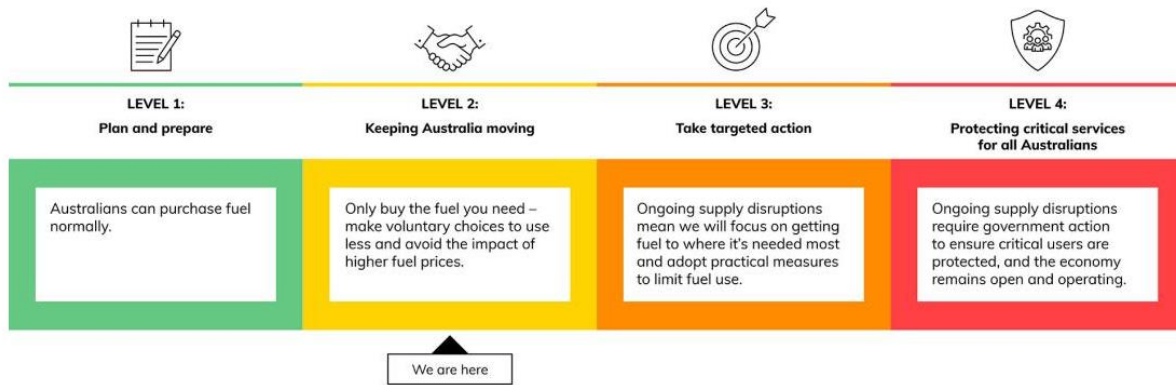 LEVEL 1:
Plan and prepare
Australians can purchase fuel
normally.
LEVEL 2:
Keeping Australia moving
Only buy the fuel you need –
make voluntary choices to use
less and avoid the impact of
higher fuel prices.
LEVEL 3:
Take targeted action
Ongoing supply disruptions
mean we will focus on getting
fuel to where it's needed most
and adopt practical measures
to limit fuel use.
LEVEL 4:
Protecting critical services
for all Australians
Ongoing supply disruptions
require government action
to ensure critical users are
protected, and the economy
remains open and operating.
We are here